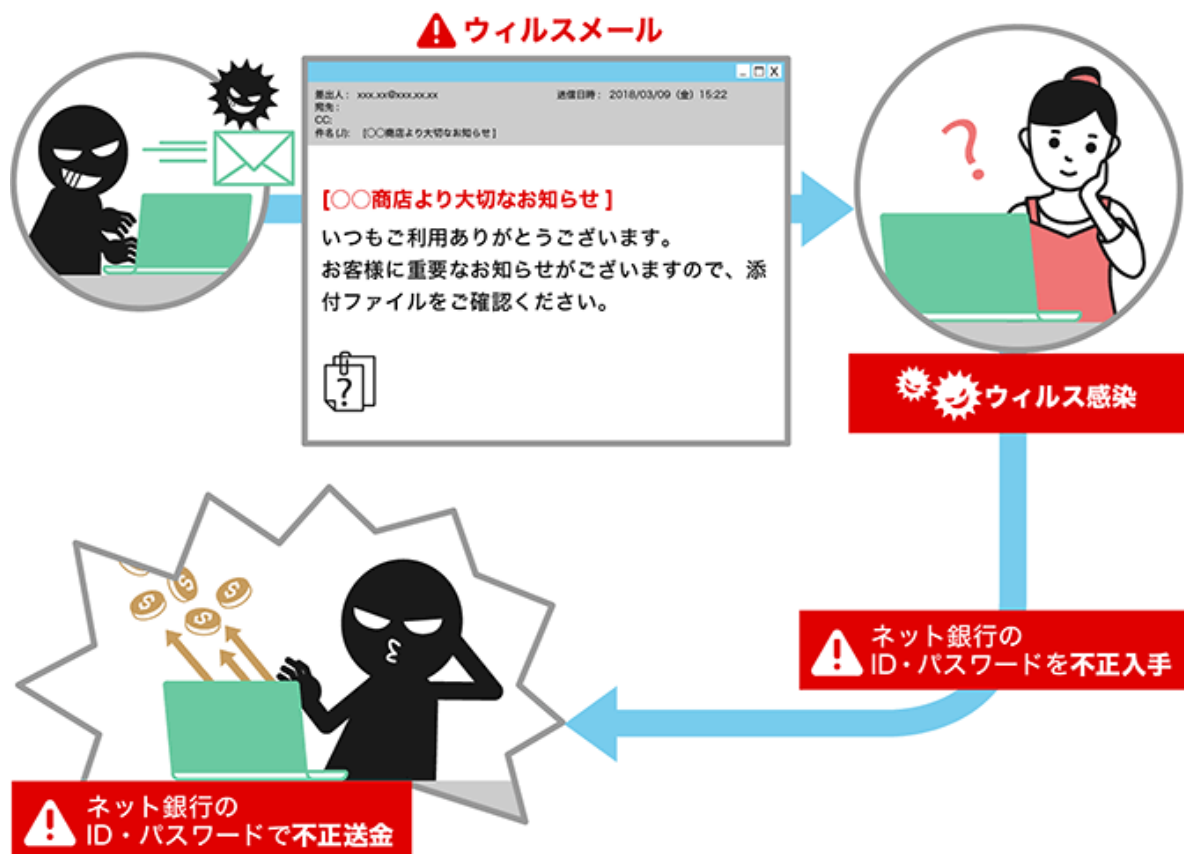 ウィルスメール
差出人： xxx.xx@xxx.xx.xx 送信日時： 2018/03/09（金）15:22
宛先：
CC:
件名(J): [○○商店より大切なお知らせ]
[○○商店より大切なお知らせ ]
いつもご利用ありがとうございます。
お客様に重要なお知らせがございますので、添
付ファイルをご確認ください。
?
?
ウィルス感染
ネット銀行の
ID・パスワードを不正入手
ネット銀行の
ID・パスワードで不正送金